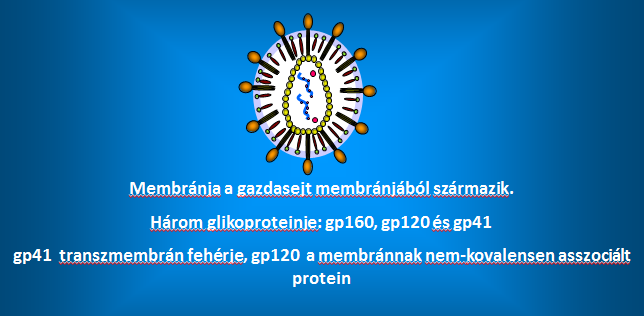 Membránja a gazdasejt membránjából származik.
Három glikoproteinje: gp160, gp120 és gp41
gp41 transzmembrán fehérje, gp120 a membránnak nem-kovalensen asszociált
protein